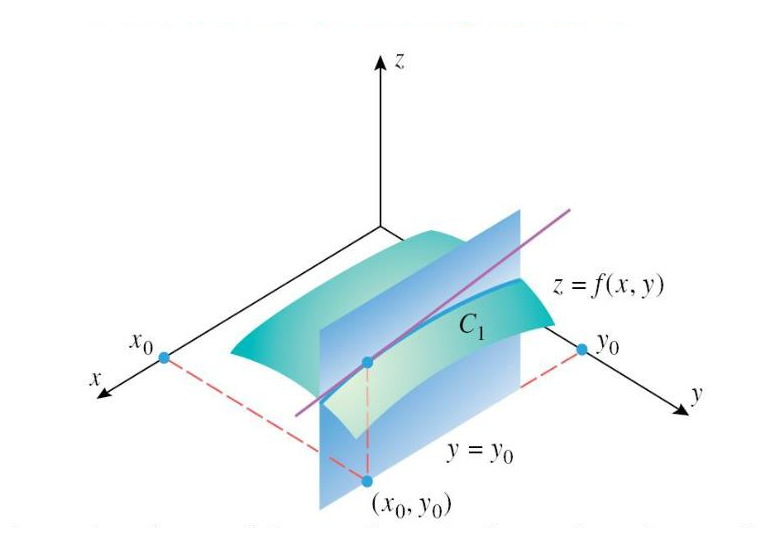 z
z = f(x, y)
C₁
x₀
y₀
x
y
y = y₀
(x₀, y₀)